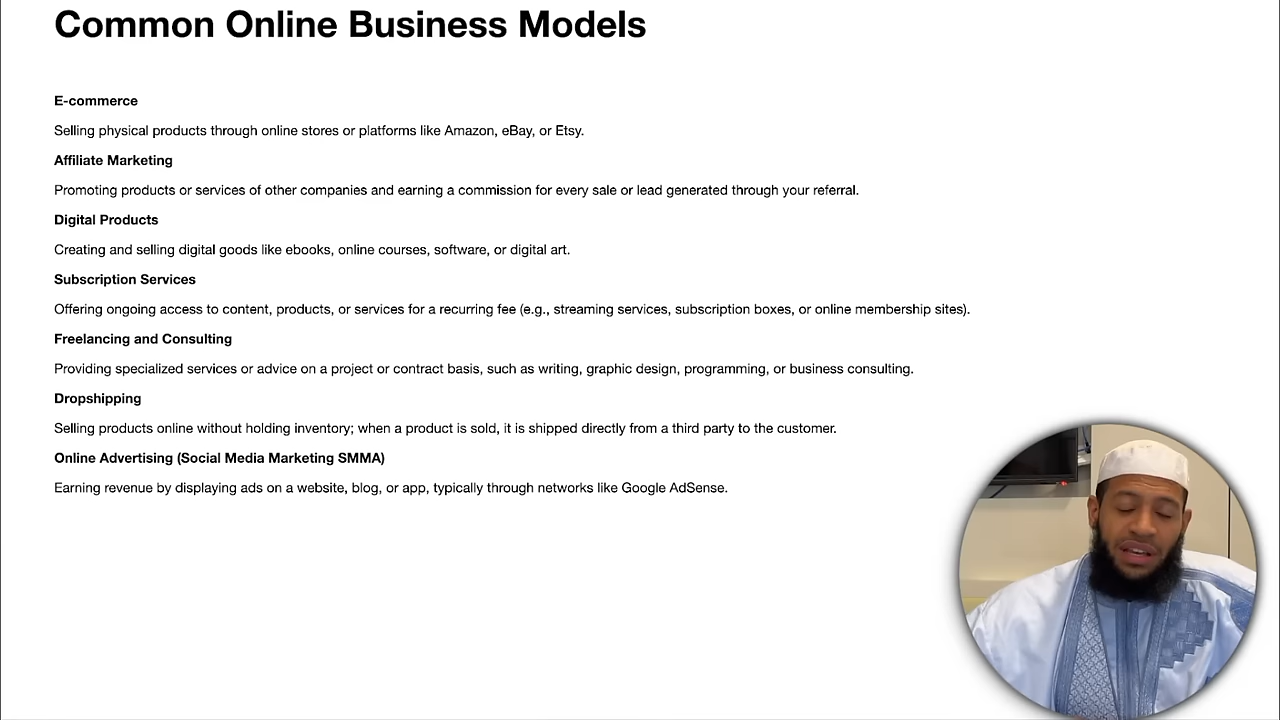 Common Online Business Models
E-commerce
Selling physical products through online stores or platforms like Amazon, eBay, or Etsy.
Affiliate Marketing
Promoting products or services of other companies and earning a commission for every sale or lead generated through your referral.
Digital Products
Creating and selling digital goods like ebooks, online courses, software, or digital art.
Subscription Services
Offering ongoing access to content, products, or services for a recurring fee (e.g., streaming services, subscription boxes, or online membership sites).
Freelancing and Consulting
Providing specialized services or advice on a project or contract basis, such as writing, graphic design, programming, or business consulting.
Dropshipping
Selling products online without holding inventory; when a product is sold, it is shipped directly from a third party to the customer.
Online Advertising (Social Media Marketing SMMA)
Earning revenue by displaying ads on a website, blog, or app, typically through networks like Google AdSense.